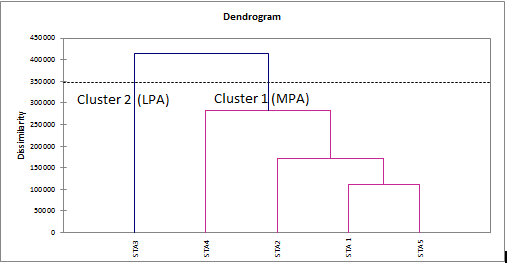 Dendrogram
450000
400000
350000
300000
250000
200000
150000
100000
50000
0
Dissimilarity
Cluster 2 (LPA)
Cluster 1 (MPA)
STA3
STA4
STA2
STA 1
STA5